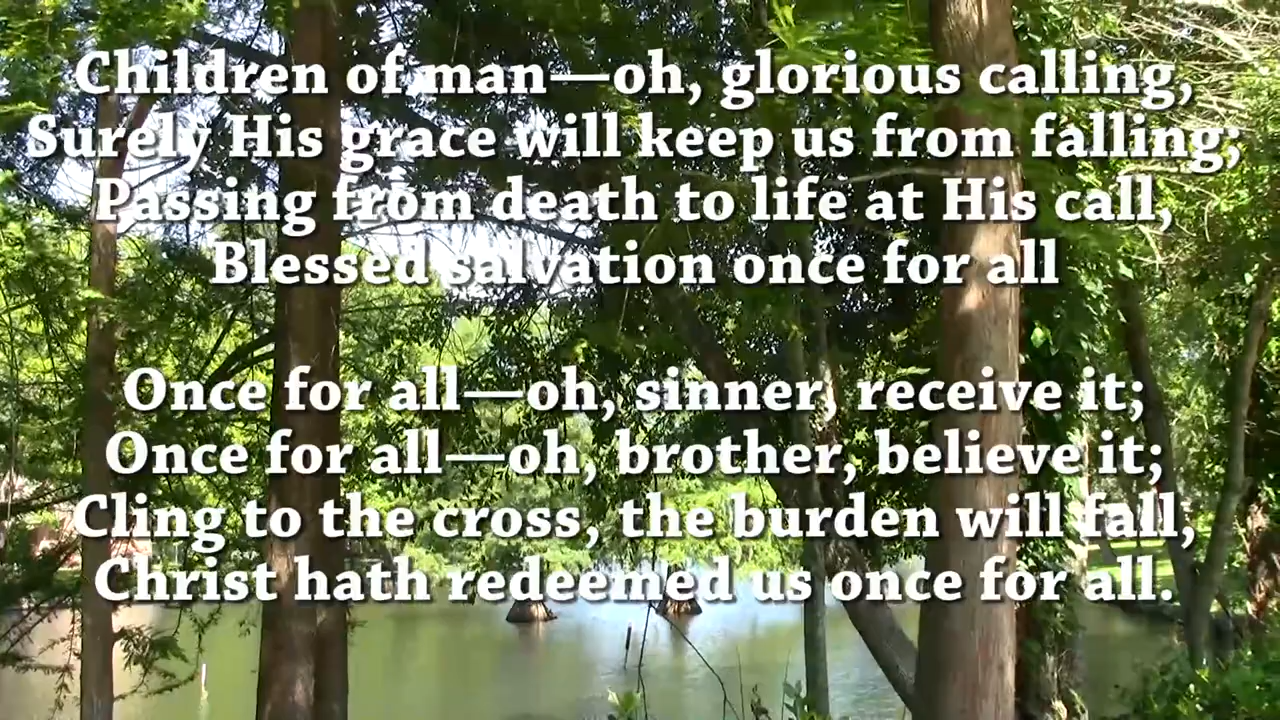 Children of man—oh, glorious calling,
Surely His grace will keep us from falling;
Passing from death to life at His call,
Blessed salvation once for all
Once for all—oh, sinner, receive it;
Once for all—oh, brother, believe it;
Cling to the cross, the burden will fall,
Christ hath redeemed us once for all.